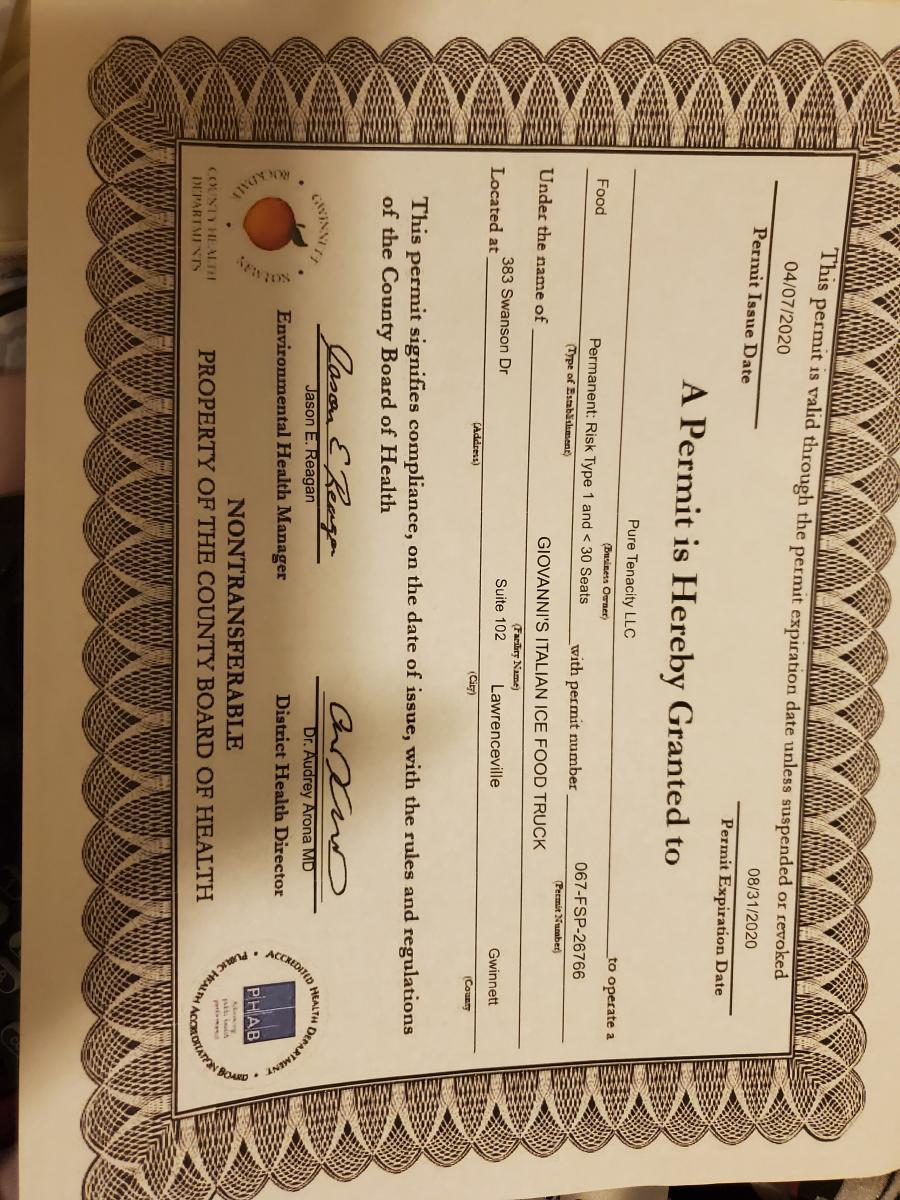 This permit is valid through the permit expiration date unless suspended or revoked
04/07/2020
08/31/2020
Permit Issue Date
Permit Expiration Date
A Permit is Hereby Granted to
Pure Tenacity LLC
to operate a
(Business Owner)
Food
Permanent: Risk Type 1 and < 30 Seats
with permit number
067-FSP-26766
(Type of Establishment)
(Permit Number)
Under the name of
GIOVANNI'S ITALIAN ICE FOOD TRUCK
(Facility Name)
Located at
383 Swanson Dr
Suite 102
Lawrenceville
Gwinnett
(Address)
(City)
(County)
This permit signifies compliance, on the date of issue, with the rules and regulations
of the County Board of Health
Jason E Reagan
Jason E. Reagan
Dr. Audrey Arona MD
Environmental Health Manager
District Health Director
NONTRANSFERABLE
PROPERTY OF THE COUNTY BOARD OF HEALTH
GWINNETT • NEWTON • ROCKDALE •
COUNTY HEALTH
DEPARTMENTS
ACCREDITED HEALTH DEPARTMENT •
PUBLIC HEALTH ACCREDITATION BOARD •
PHAB
Advancing
public health
performance